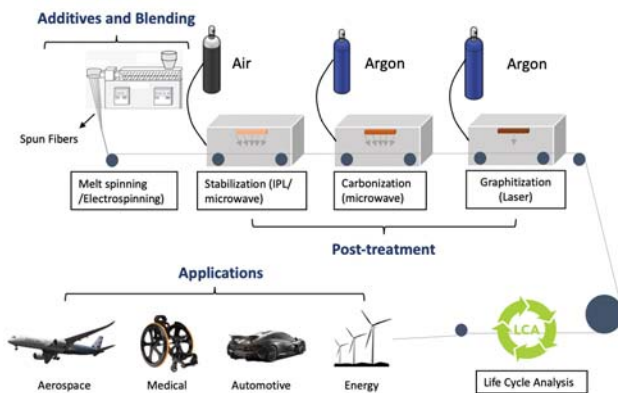 Additives and Blending
Air
Argon
Argon
Spun Fibers
Melt spinning
/Electrospinning)
Stabilization (IPL/
microwave)
Carbonization
(microwave)
Graphitization
(Laser)
Post-treatment
Applications
LCA
Aerospace
Medical
Automotive
Energy
Life Cycle Analysis